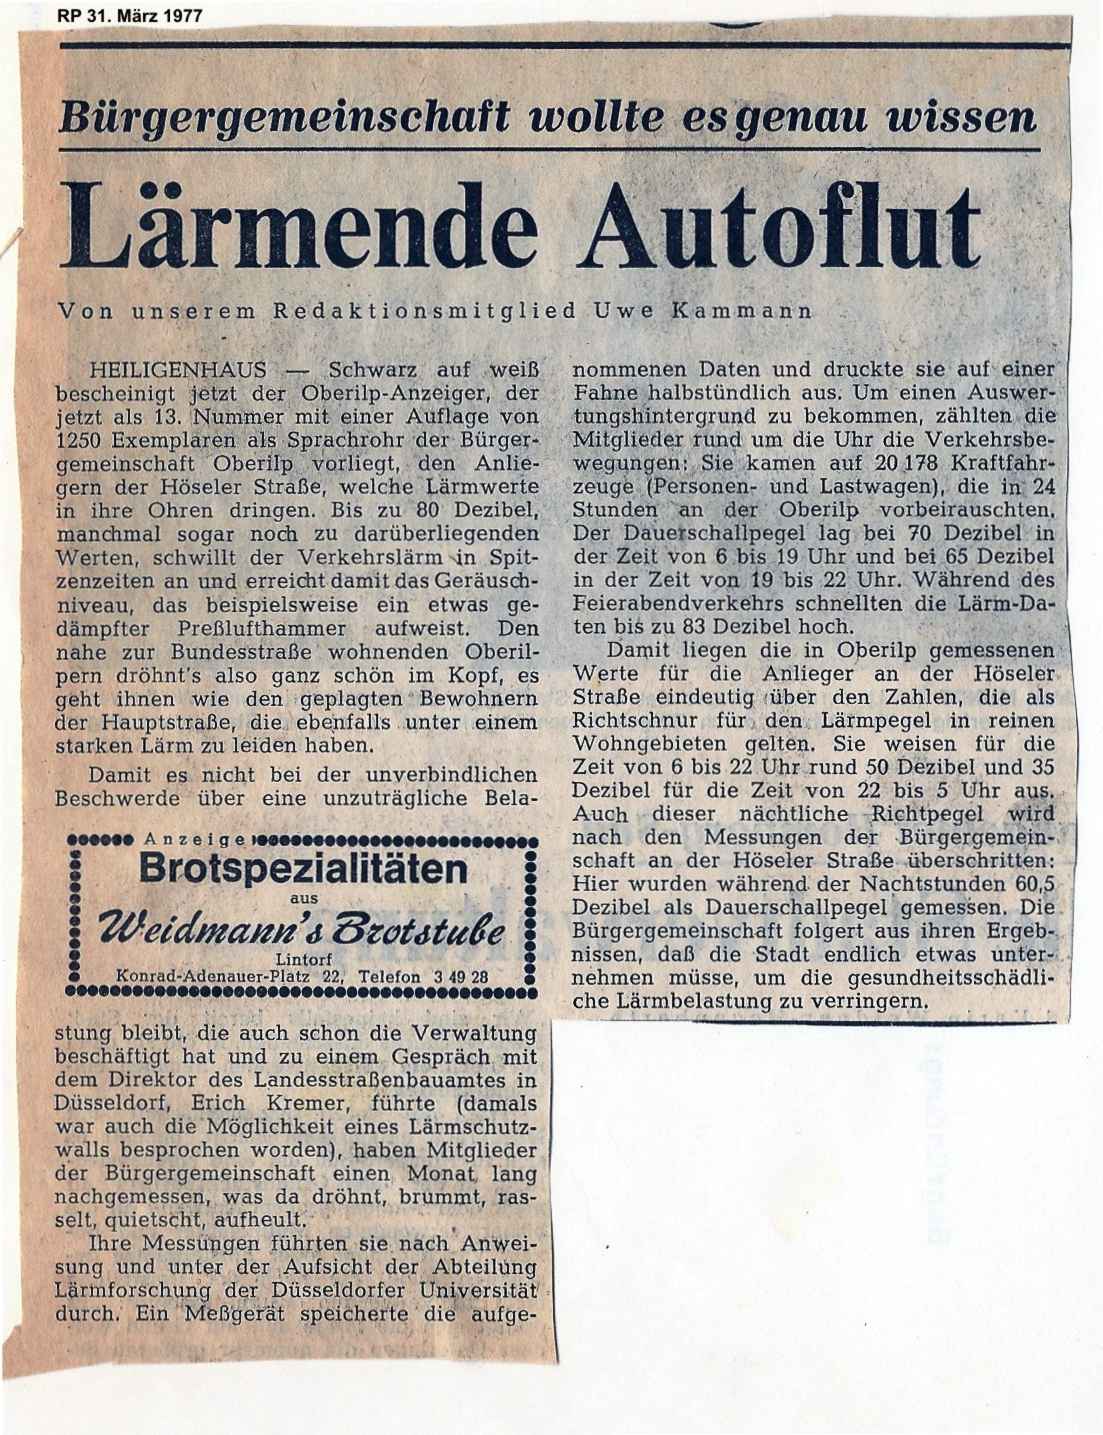 RP 31. März 1977
Bürgergemeinschaft wollte es genau wissen
Lärmende Autoflut
Von unserem Redaktionsmitglied Uwe Kammann
HEILIGENHAUS — Schwarz auf weiß
bescheinigt jetzt der Oberilp-Anzeiger, der
jetzt als 13. Nummer mit einer Auflage von
1250 Exemplaren als Sprachrohr der Bürger-
gemeinschaft Oberilp vorliegt, den Anlie-
gern der Höseler Straße, welche Lärmwerte
in ihre Ohren dringen. Bis zu 80 Dezibel,
manchmal sogar noch zu darüberliegenden
Werten, schwillt der Verkehrslärm in Spit-
zenzeiten an und erreicht damit das Geräusch-
niveau, das beispielsweise ein etwas ge-
dämpfter Preßlufthammer aufweist. Den
nahe zur Bundesstraße wohnenden Oberil-
pern dröhnt's also ganz schön im Kopf, es
geht ihnen wie den geplagten Bewohnern
der Hauptstraße, die ebenfalls unter einem
starken Lärm zu leiden haben.
Damit es nicht bei der unverbindlichen
Beschwerde über eine unzuträgliche Bela-
Anzeige
Brotspezialitäten
aus
Weidmann's Brotstube
Lintorf
Konrad-Adenauer-Platz 22, Telefon 3 49 28
stung bleibt, die auch schon die Verwaltung
beschäftigt hat und zu einem Gespräch mit
dem Direktor des Landesstraßenbauamtes in
Düsseldorf, Erich Kremer, führte (damals
war auch die Möglichkeit eines Lärmschutz-
walls besprochen worden), haben Mitglieder
der Bürgergemeinschaft einen Monat lang
nachgemessen, was da dröhnt, brummt, ras-
selt, quietscht, aufheult.
Ihre Messungen führten sie nach Anwei-
sung und unter der Aufsicht der Abteilung
Lärmforschung der Düsseldorfer Universität
durch. Ein Meßgerät speicherte die aufge-
nommenen Daten und druckte sie auf einer
Fahne halbstündlich aus. Um einen Auswer-
tungshintergrund zu bekommen, zählten die
Mitglieder rund um die Uhr die Verkehrsbe-
wegungen: Sie kamen auf 20 178 Kraftfahr-
zeuge (Personen- und Lastwagen), die in 24
Stunden an der Oberilp vorbeirauschten.
Der Dauerschallpegel lag bei 70 Dezibel in
der Zeit von 6 bis 19 Uhr und bei 65 Dezibel
in der Zeit von 19 bis 22 Uhr. Während des
Feierabendverkehrs schnellten die Lärm-Da-
ten bis zu 83 Dezibel hoch.
Damit liegen die in Oberilp gemessenen
Werte für die Anlieger an der Höseler
Straße eindeutig über den Zahlen, die als
Richtschnur für den Lärmpegel in reinen
Wohngebieten gelten. Sie weisen für die
Zeit von 6 bis 22 Uhr rund 50 Dezibel und 35
Dezibel für die Zeit von 22 bis 5 Uhr aus.
Auch dieser nächtliche Richtpegel wird
nach den Messungen der Bürgergemein-
schaft an der Höseler Straße überschritten:
Hier wurden während der Nachtstunden 60,5
Dezibel als Dauerschallpegel gemessen. Die
Bürgergemeinschaft folgert aus ihren Ergeb-
nissen, daß die Stadt endlich etwas unter-
nehmen müsse, um die gesundheitsschädli-
che Lärmbelastung zu verringern.